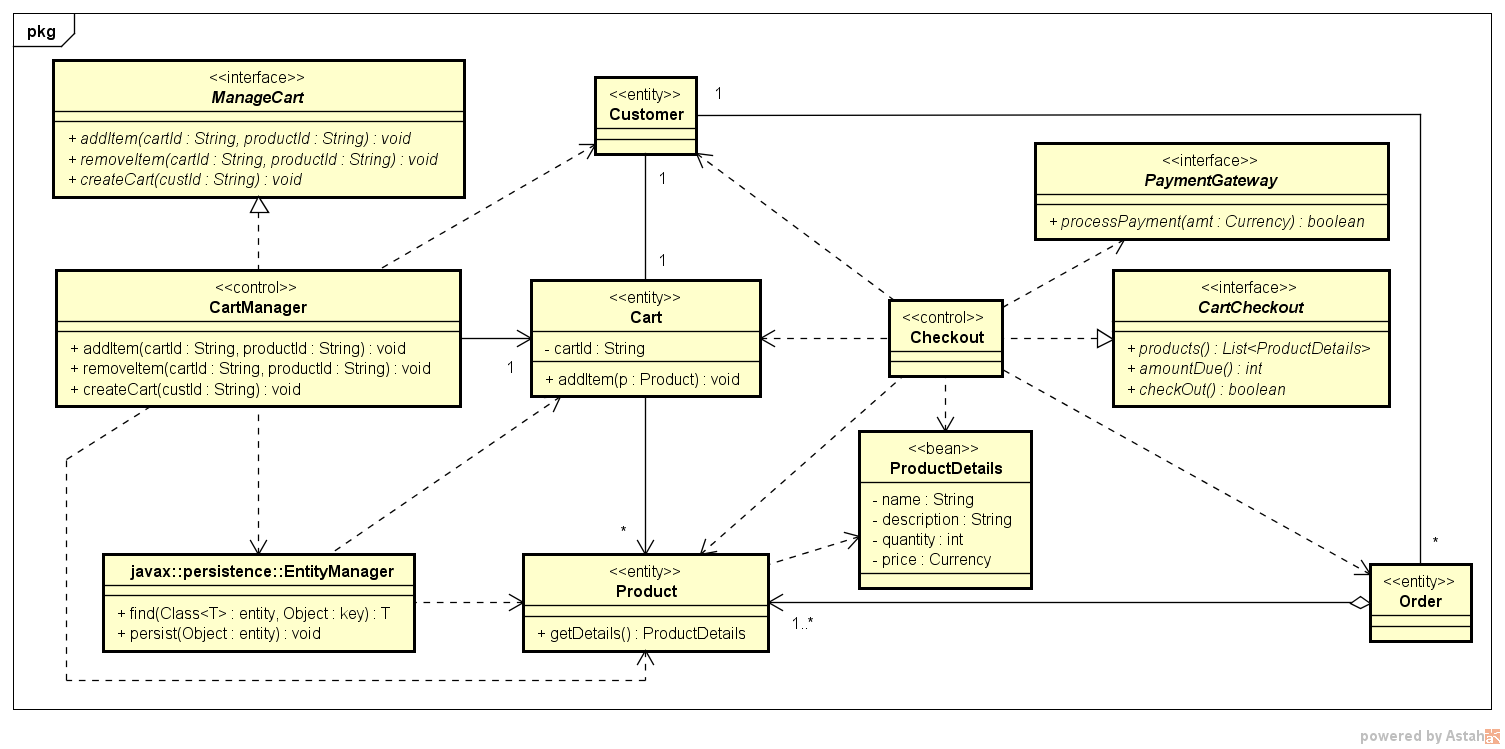 pkg
<<interface>>
ManageCart
+ addItem(cartId : String, productId : String) : void
+ removeItem(cartId : String, productId : String) : void
+ createCart(custId : String) : void
<<entity>>
Customer
1
1
1
<<interface>>
PaymentGateway
+ processPayment(amt : Currency) : boolean
<<control>>
CartManager
+ addItem(cartId : String, productId : String) : void
+ removeItem(cartId : String, productId : String) : void
+ createCart(custId : String) : void
1
<<entity>>
Cart
- cartId : String
+ addItem(p : Product) : void
<<control>>
Checkout
<<interface>>
CartCheckout
+ products() : List<ProductDetails>
+ amountDue() : int
+ checkOut() : boolean
<<bean>>
ProductDetails
- name : String
- description : String
- quantity : int
- price : Currency
*
*
javax::persistence::EntityManager
+ find(Class<T> : entity, Object : key) : T
+ persist(Object : entity) : void
<<entity>>
Product
+ getDetails() : ProductDetails
1..*
<<entity>>
Order
powered by Astah